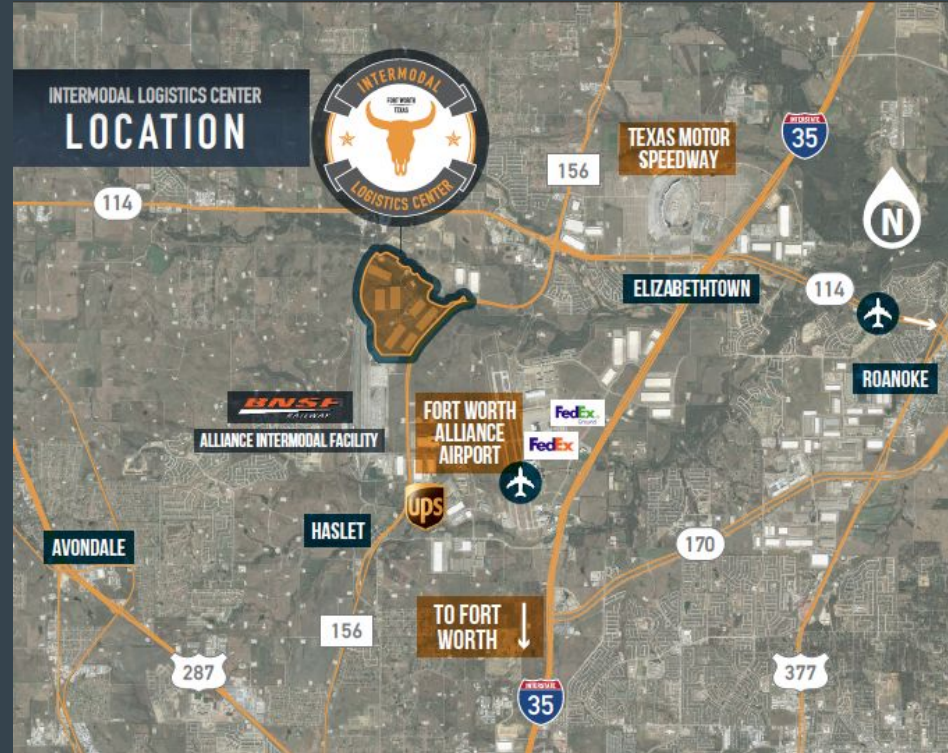 INTERMODAL LOGISTICS CENTER
LOCATION
INTERMODAL
FORT WORTH
TEXAS
LOGISTICS CENTER
TEXAS MOTOR
SPEEDWAY
INTERSTATE
35
156
114
N
ELIZABETHTOWN
114
ROANOKE
BNSF
RAILWAY
ALLIANCE INTERMODAL FACILITY
FORT WORTH
ALLIANCE
AIRPORT
FedEx
Ground
FedEx
ups
HASLET
AVONDALE
170
156
TO FORT
WORTH
287
377
INTERSTATE
35